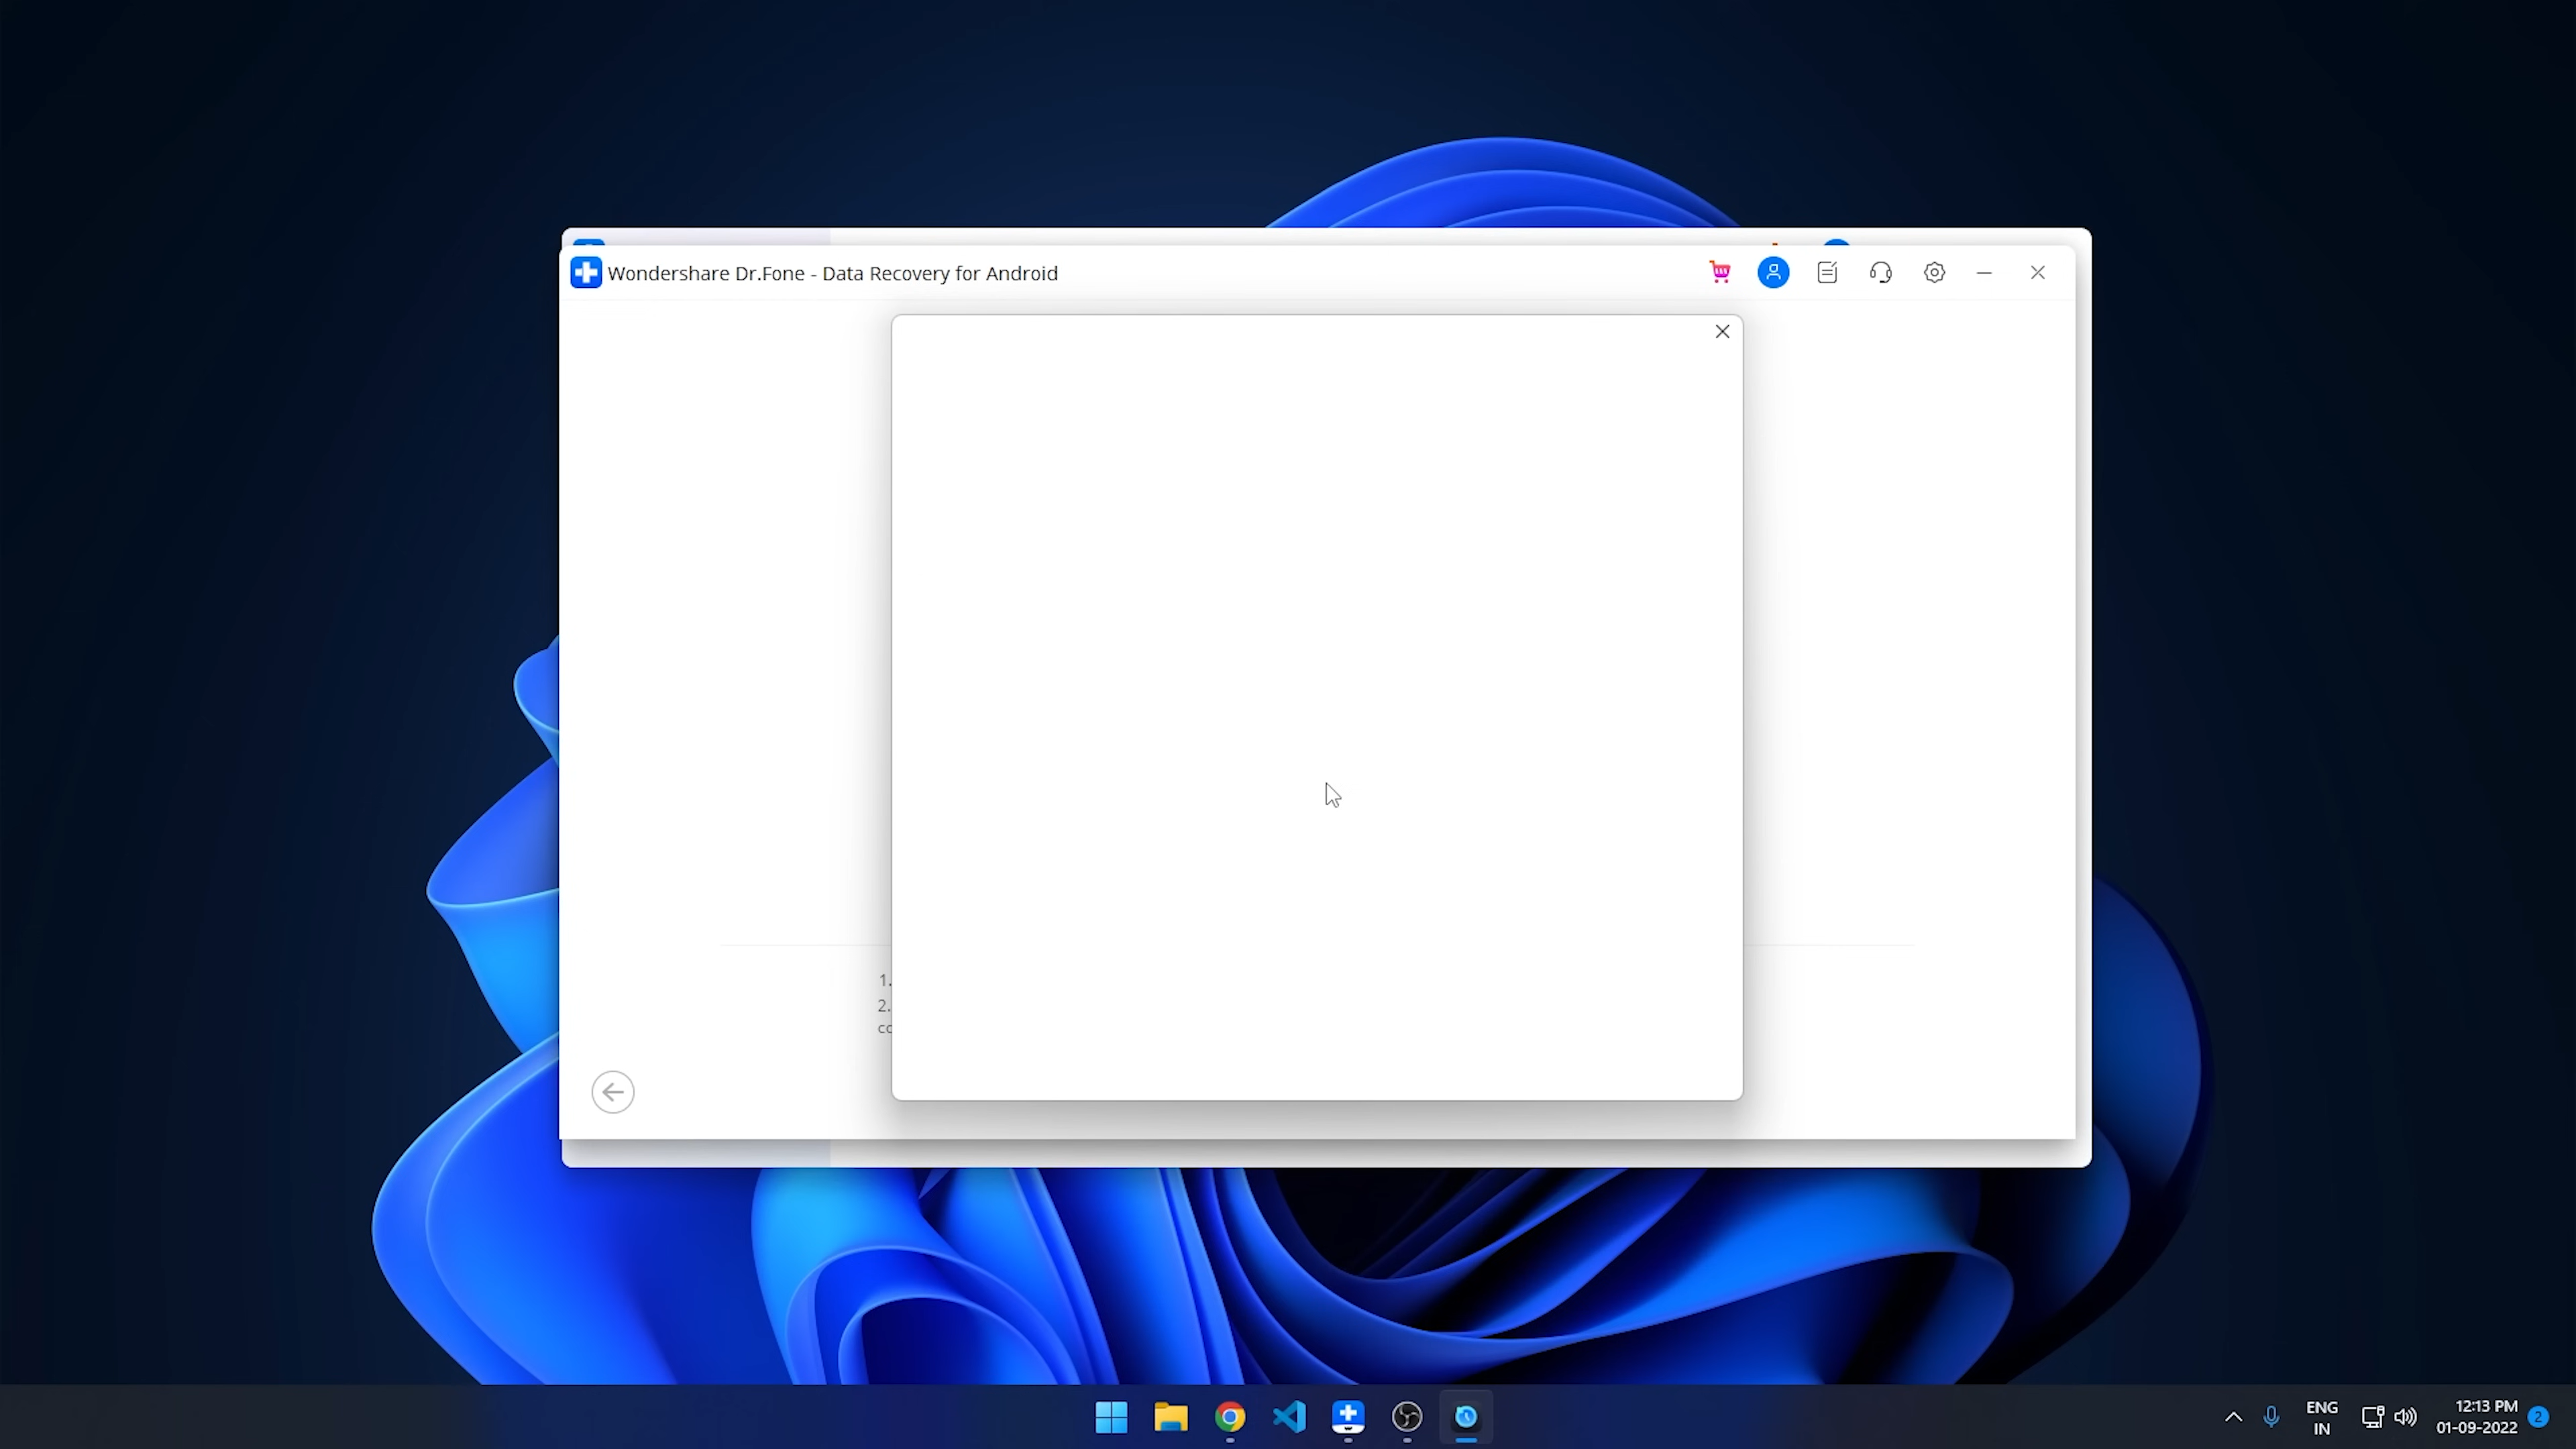 Wondershare Dr.Fone - Data Recovery for Android
1.
2.
ENG
IN
12:13 PM
01-09-2022
2